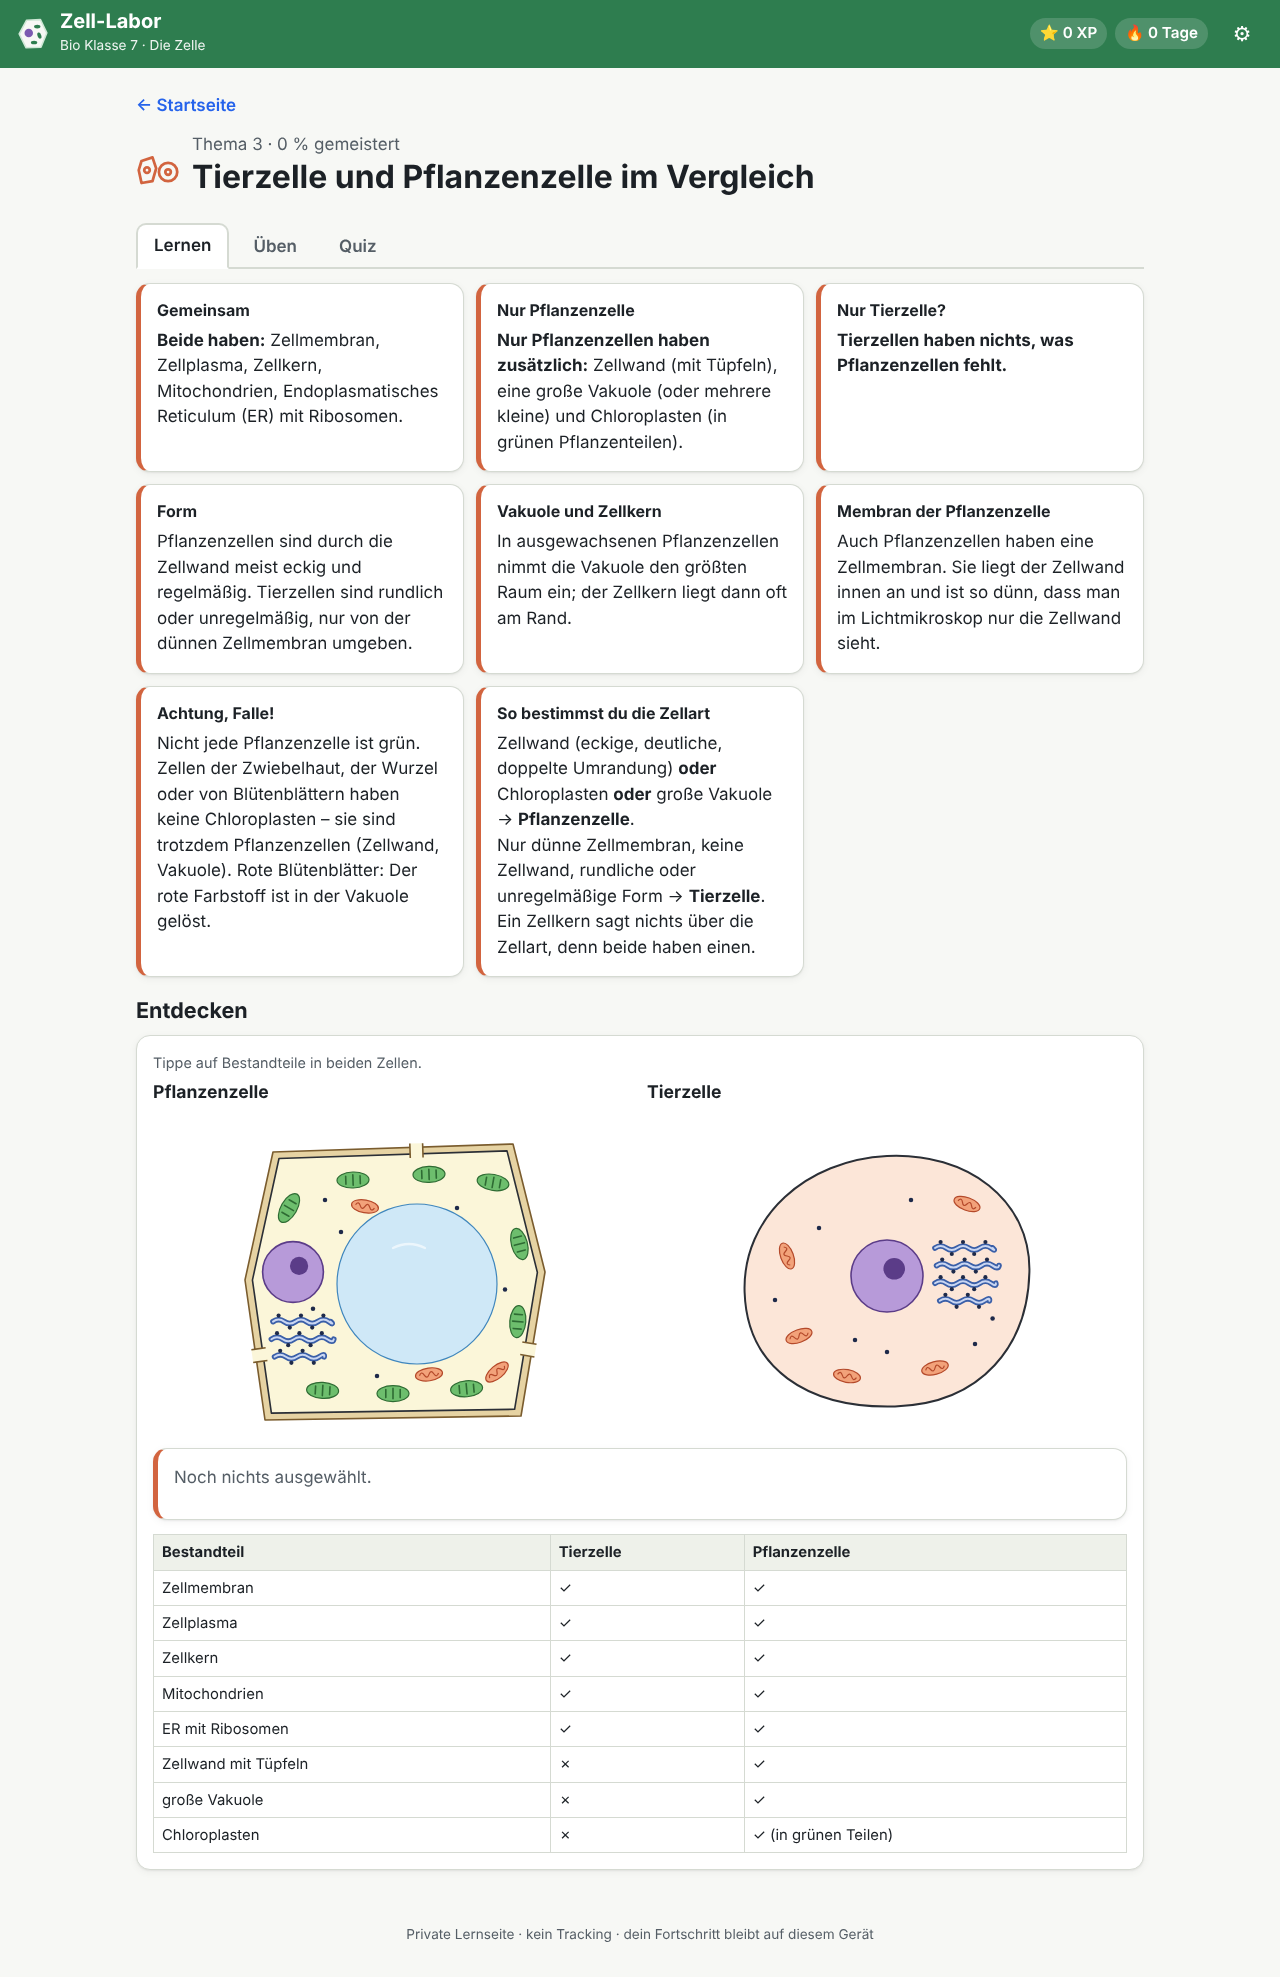 Zell-Labor
Bio Klasse 7 · Die Zelle
⭐ 0 XP
🔥 0 Tage
← Startseite
Thema 3 · 0 % gemeistert
Tierzelle und Pflanzenzelle im Vergleich
Lernen
Üben
Quiz
Gemeinsam
Beide haben: Zellmembran,
Zellplasma, Zellkern,
Mitochondrien, Endoplasmatisches
Reticulum (ER) mit Ribosomen.
Nur Pflanzenzelle
Nur Pflanzenzellen haben
zusätzlich: Zellwand (mit Tüpfeln),
eine große Vakuole (oder mehrere
kleine) und Chloroplasten (in
grünen Pflanzenteilen).
Nur Tierzelle?
Tierzellen haben nichts, was
Pflanzenzellen fehlt.
Form
Pflanzenzellen sind durch die
Zellwand meist eckig und
regelmäßig. Tierzellen sind rundlich
oder unregelmäßig, nur von der
dünnen Zellmembran umgeben.
Vakuole und Zellkern
In ausgewachsenen Pflanzenzellen
nimmt die Vakuole den größten
Raum ein; der Zellkern liegt dann oft
am Rand.
Membran der Pflanzenzelle
Auch Pflanzenzellen haben eine
Zellmembran. Sie liegt der Zellwand
innen an und ist so dünn, dass man
im Lichtmikroskop nur die Zellwand
sieht.
Achtung, Falle!
Nicht jede Pflanzenzelle ist grün.
Zellen der Zwiebelhaut, der Wurzel
oder von Blütenblättern haben
keine Chloroplasten – sie sind
trotzdem Pflanzenzellen (Zellwand,
Vakuole). Rote Blütenblätter: Der
rote Farbstoff ist in der Vakuole
gelöst.
So bestimmst du die Zellart
Zellwand (eckige, deutliche,
doppelte Umrandung) oder
Chloroplasten oder große Vakuole
→ Pflanzenzelle.
Nur dünne Zellmembran, keine
Zellwand, rundliche oder
unregelmäßige Form → Tierzelle.
Ein Zellkern sagt nichts über die
Zellart, denn beide haben einen.
Entdecken
Tippe auf Bestandteile in beiden Zellen.
Pflanzenzelle
Tierzelle
Noch nichts ausgewählt.
Bestandteil Tierzelle Pflanzenzelle
Zellmembran ✓ ✓
Zellplasma ✓ ✓
Zellkern ✓ ✓
Mitochondrien ✓ ✓
ER mit Ribosomen ✓ ✓
Zellwand mit Tüpfeln × ✓
große Vakuole × ✓
Chloroplasten × ✓ (in grünen Teilen)
Private Lernseite · kein Tracking · dein Fortschritt bleibt auf diesem Gerät